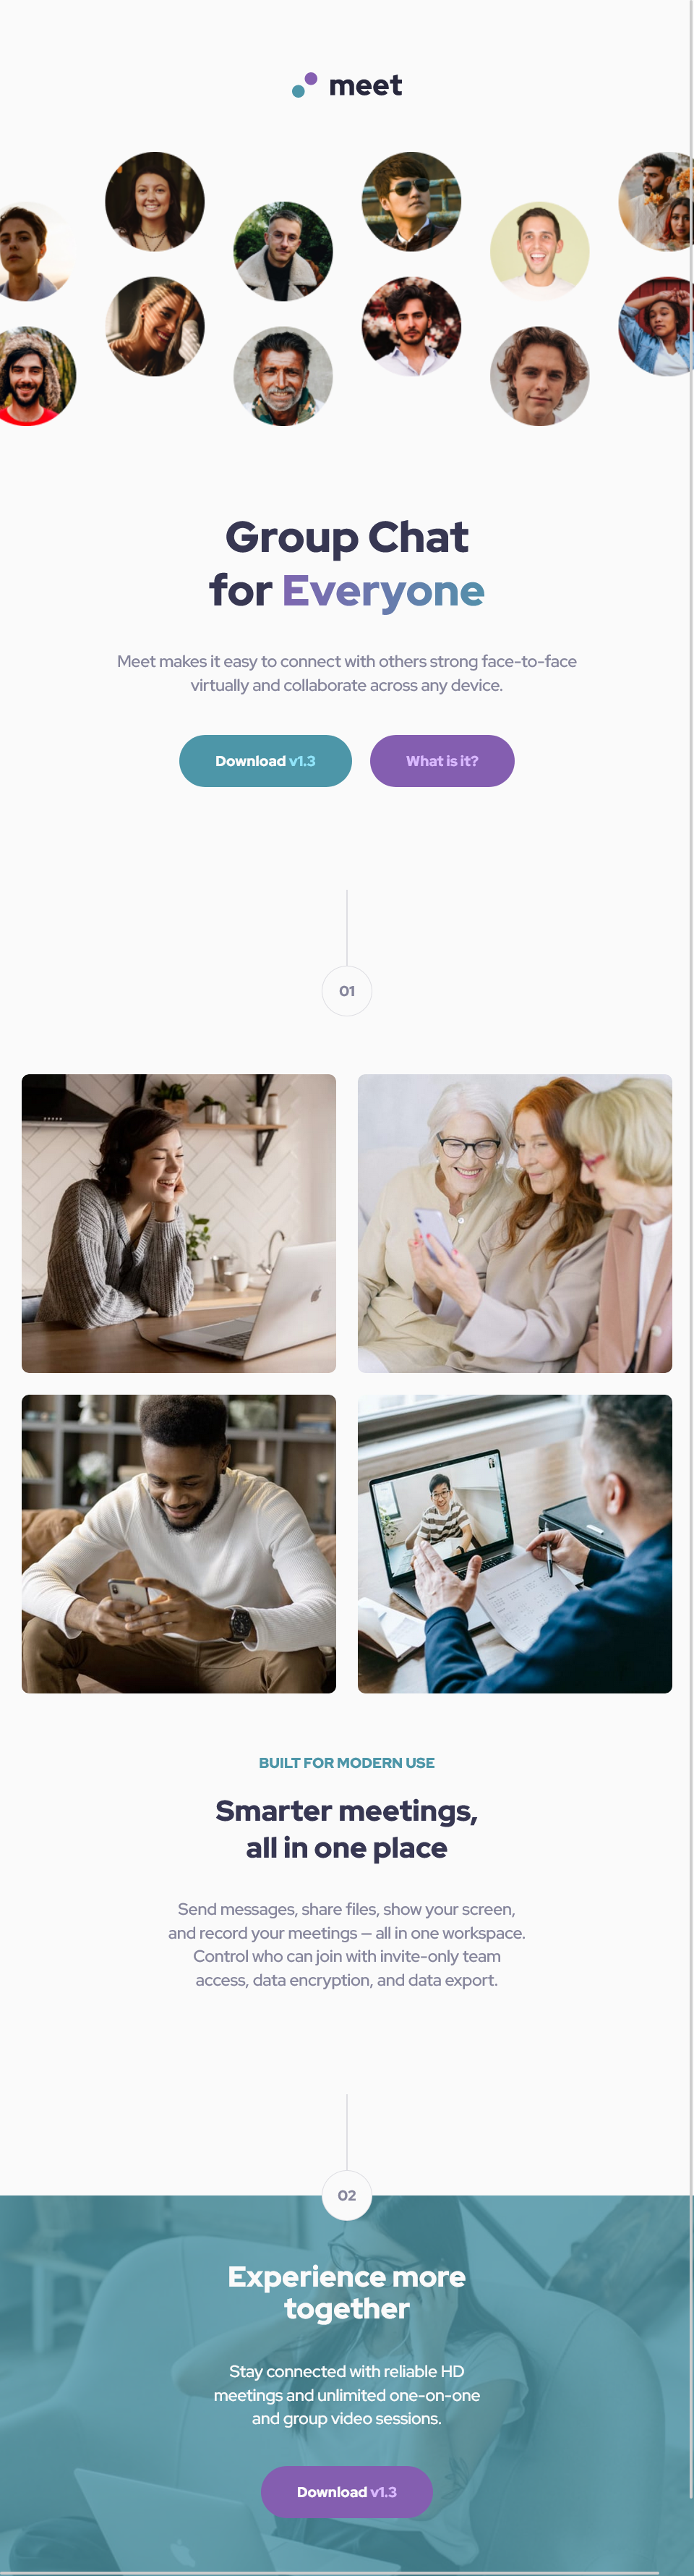 meet
Group Chat
for Everyone
Meet makes it easy to connect with others strong face-to-face
virtually and collaborate across any device.
Download v1.3
What is it?
01
BUILT FOR MODERN USE
Smarter meetings,
all in one place
Send messages, share files, show your screen,
and record your meetings — all in one workspace.
Control who can join with invite-only team
access, data encryption, and data export.
02
Experience more
together
Stay connected with reliable HD
meetings and unlimited one-on-one
and group video sessions.
Download v1.3